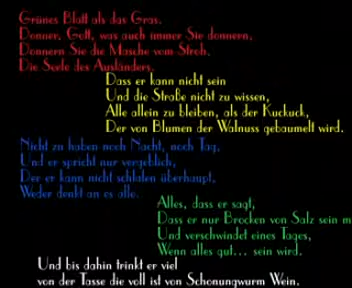 Grünes Blatt als das Gras.
Donner, Gott, was auch immer Sie donnern,
Donnern Sie die Masche vom Stroh,
Die Seele des Ausländers.
Dass er kann nicht sein
Und die Straße nicht zu wissen,
Alle allein zu bleiben, als der Kuckuck,
Der von Blumen der Walnuss gebaumelt wird.
Nicht zu haben noch Nacht, noch Tag,
Und er spricht nur vergeblich,
Der er kann nicht schlafen überhaupt,
Weder denkt an es alle.
Alles, dass er sagt,
Dass er nur Brocken von Salz sein m
Und verschwindet eines Tages,
Wenn alles gut... sein wird.
Und bis dahin trinkt er viel
von der Tasse die voll ist von Schonungwurm Wein,